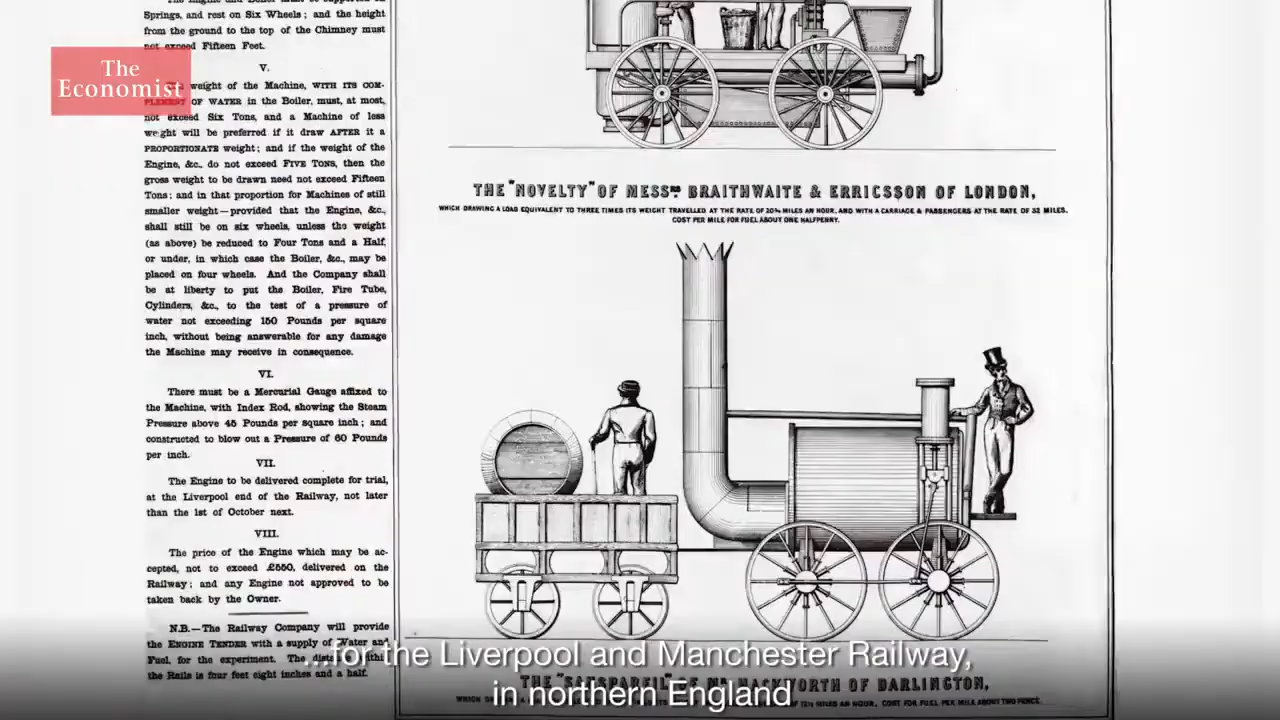 The Engine and Boiler must be supported on
Springs, and rest on Six Wheels; and the height
from the ground to the top of the Chimney must
not exceed Fifteen Feet.
The
Economist
V.
weight of the Machine, WITH ITS COM-
PLEMENT OF WATER in the Boiler, must, at most,
not exceed Six Tons, and a Machine of less
weight will be preferred if it draw AFTER it a
PROPORTIONATE weight; and if the weight of the
Engine, &c., do not exceed FIVE TONS, then the
gross weight to be drawn need not exceed Fifteen
Tons; and in that proportion for Machines of still
smaller weight—provided that the Engine, &c.,
shall still be on six wheels, unless the weight
(as above) be reduced to Four Tons and a Half,
or under, in which case the Boiler, &c., may be
placed on four wheels. And the Company shall
be at liberty to put the Boiler, Fire Tube,
Cylinders, &c., to the test of a pressure of
water not exceeding 150 Pounds per square
inch, without being answerable for any damage
the Machine may receive in consequence.
VI.
There must be a Mercurial Gauge affixed to
the Machine, with Index Rod, showing the Steam
Pressure above 45 Pounds per square inch; and
constructed to blow out a Pressure of 60 Pounds
per inch.
VII.
The Engine to be delivered complete for trial,
at the Liverpool end of the Railway, not later
than the 1st of October next.
VIII.
The price of the Engine which may be ac-
cepted, not to exceed £550, delivered on the
Railway; and any Engine not approved to be
taken back by the Owner.
N.B.—The Railway Company will provide
the ENGINE TENDER with a supply of Water and
Fuel, for the experiment. The
the Rails is four feet eight inches and a half.
THE "NOVELTY" OF MESSRS BRAITHWAITE & ERRICSSON OF LONDON,
WHICH DRAWING A LOAD EQUIVALENT TO THREE TIMES ITS WEIGHT TRAVELLED AT THE RATE OF 20¾ MILES AN HOUR, AND WITH A CARRIAGE & PASSENGERS AT THE RATE OF 32 MILES.
COST PER MILE FOR FUEL ABOUT ONE HALFPENNY.
THE "SANSPAREIL" OF MR HACKWORTH OF DARLINGTON,
MILES AN HOUR, COST FOR FUEL PER MILE ABOUT TWO PENCE.
...for the Liverpool and Manchester Railway,
in northern England